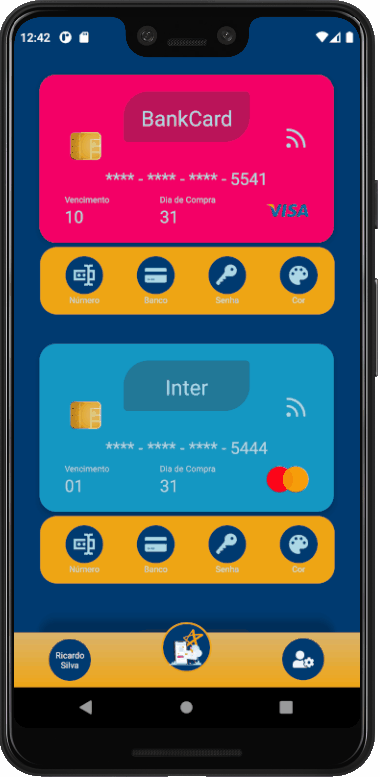 12:42
BankCard
**** - **** - **** - 5541
Vencimento Dia de Compra
10 31 VISA
Número Banco Senha Cor
Inter
**** - **** - **** - 5444
Vencimento Dia de Compra
01 31
Número Banco Senha Cor
Ricardo
Silva